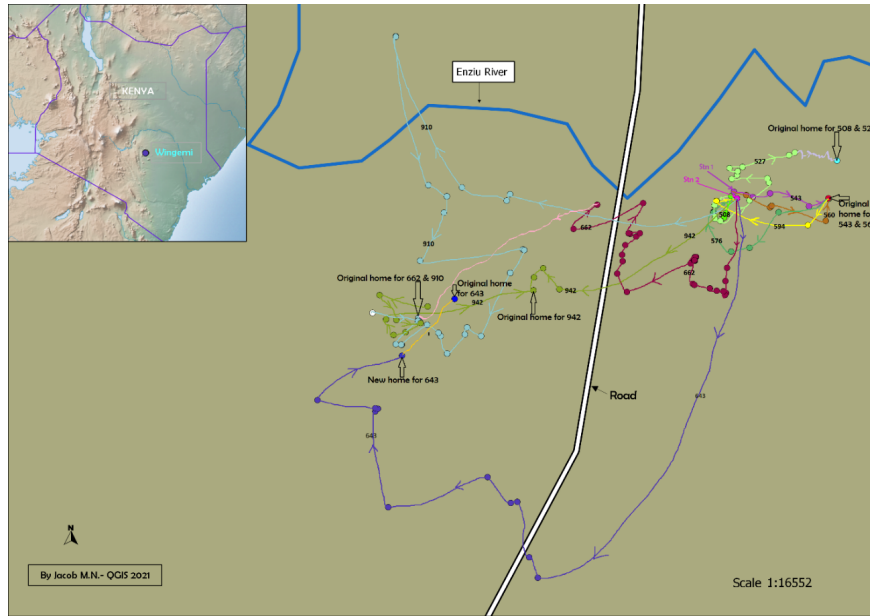 KENYA
Wingemi
Enziu River
910
910
Original home for 508 & 52
527
Stn 1
Stn 2
543
560
508
594
Original
home for
543 & 56
576
942
662
662
Original home for 662 & 910
Original home
for 643
942
942
Original home for 942
New home for 643
Road
643
643
N
By Jacob M.N.- QGIS 2021
Scale 1:16552